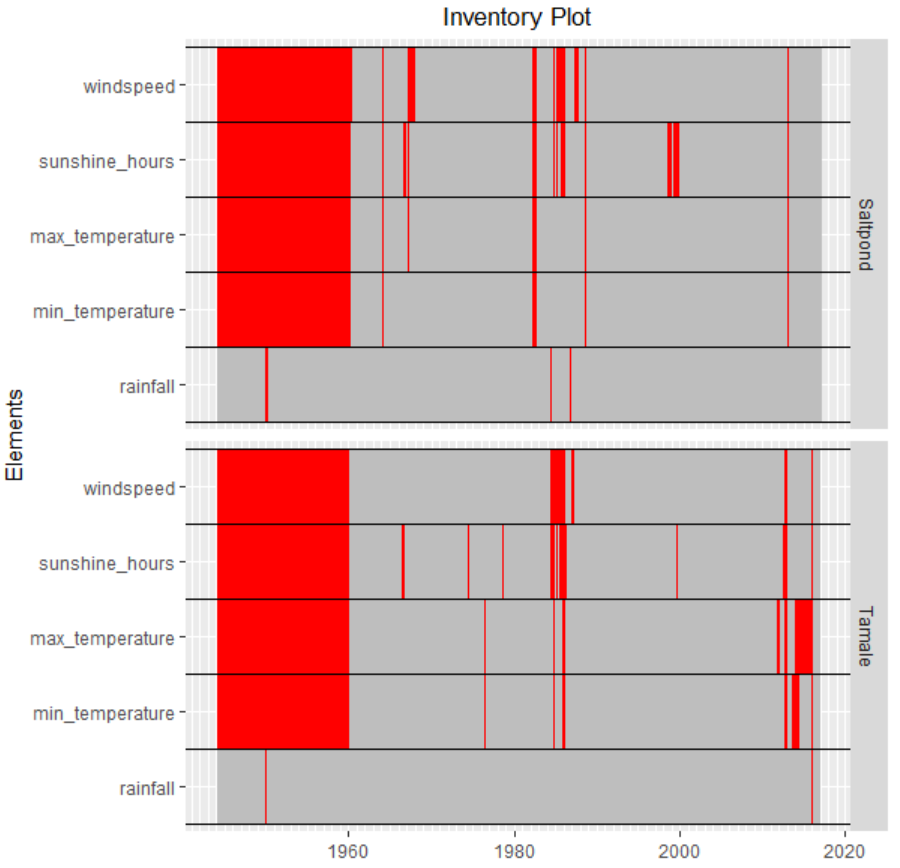 Inventory Plot
Elements
windspeed
sunshine_hours
max_temperature
min_temperature
rainfall
Saltpond
windspeed
sunshine_hours
max_temperature
min_temperature
rainfall
Tamale
1960 1980 2000 2020